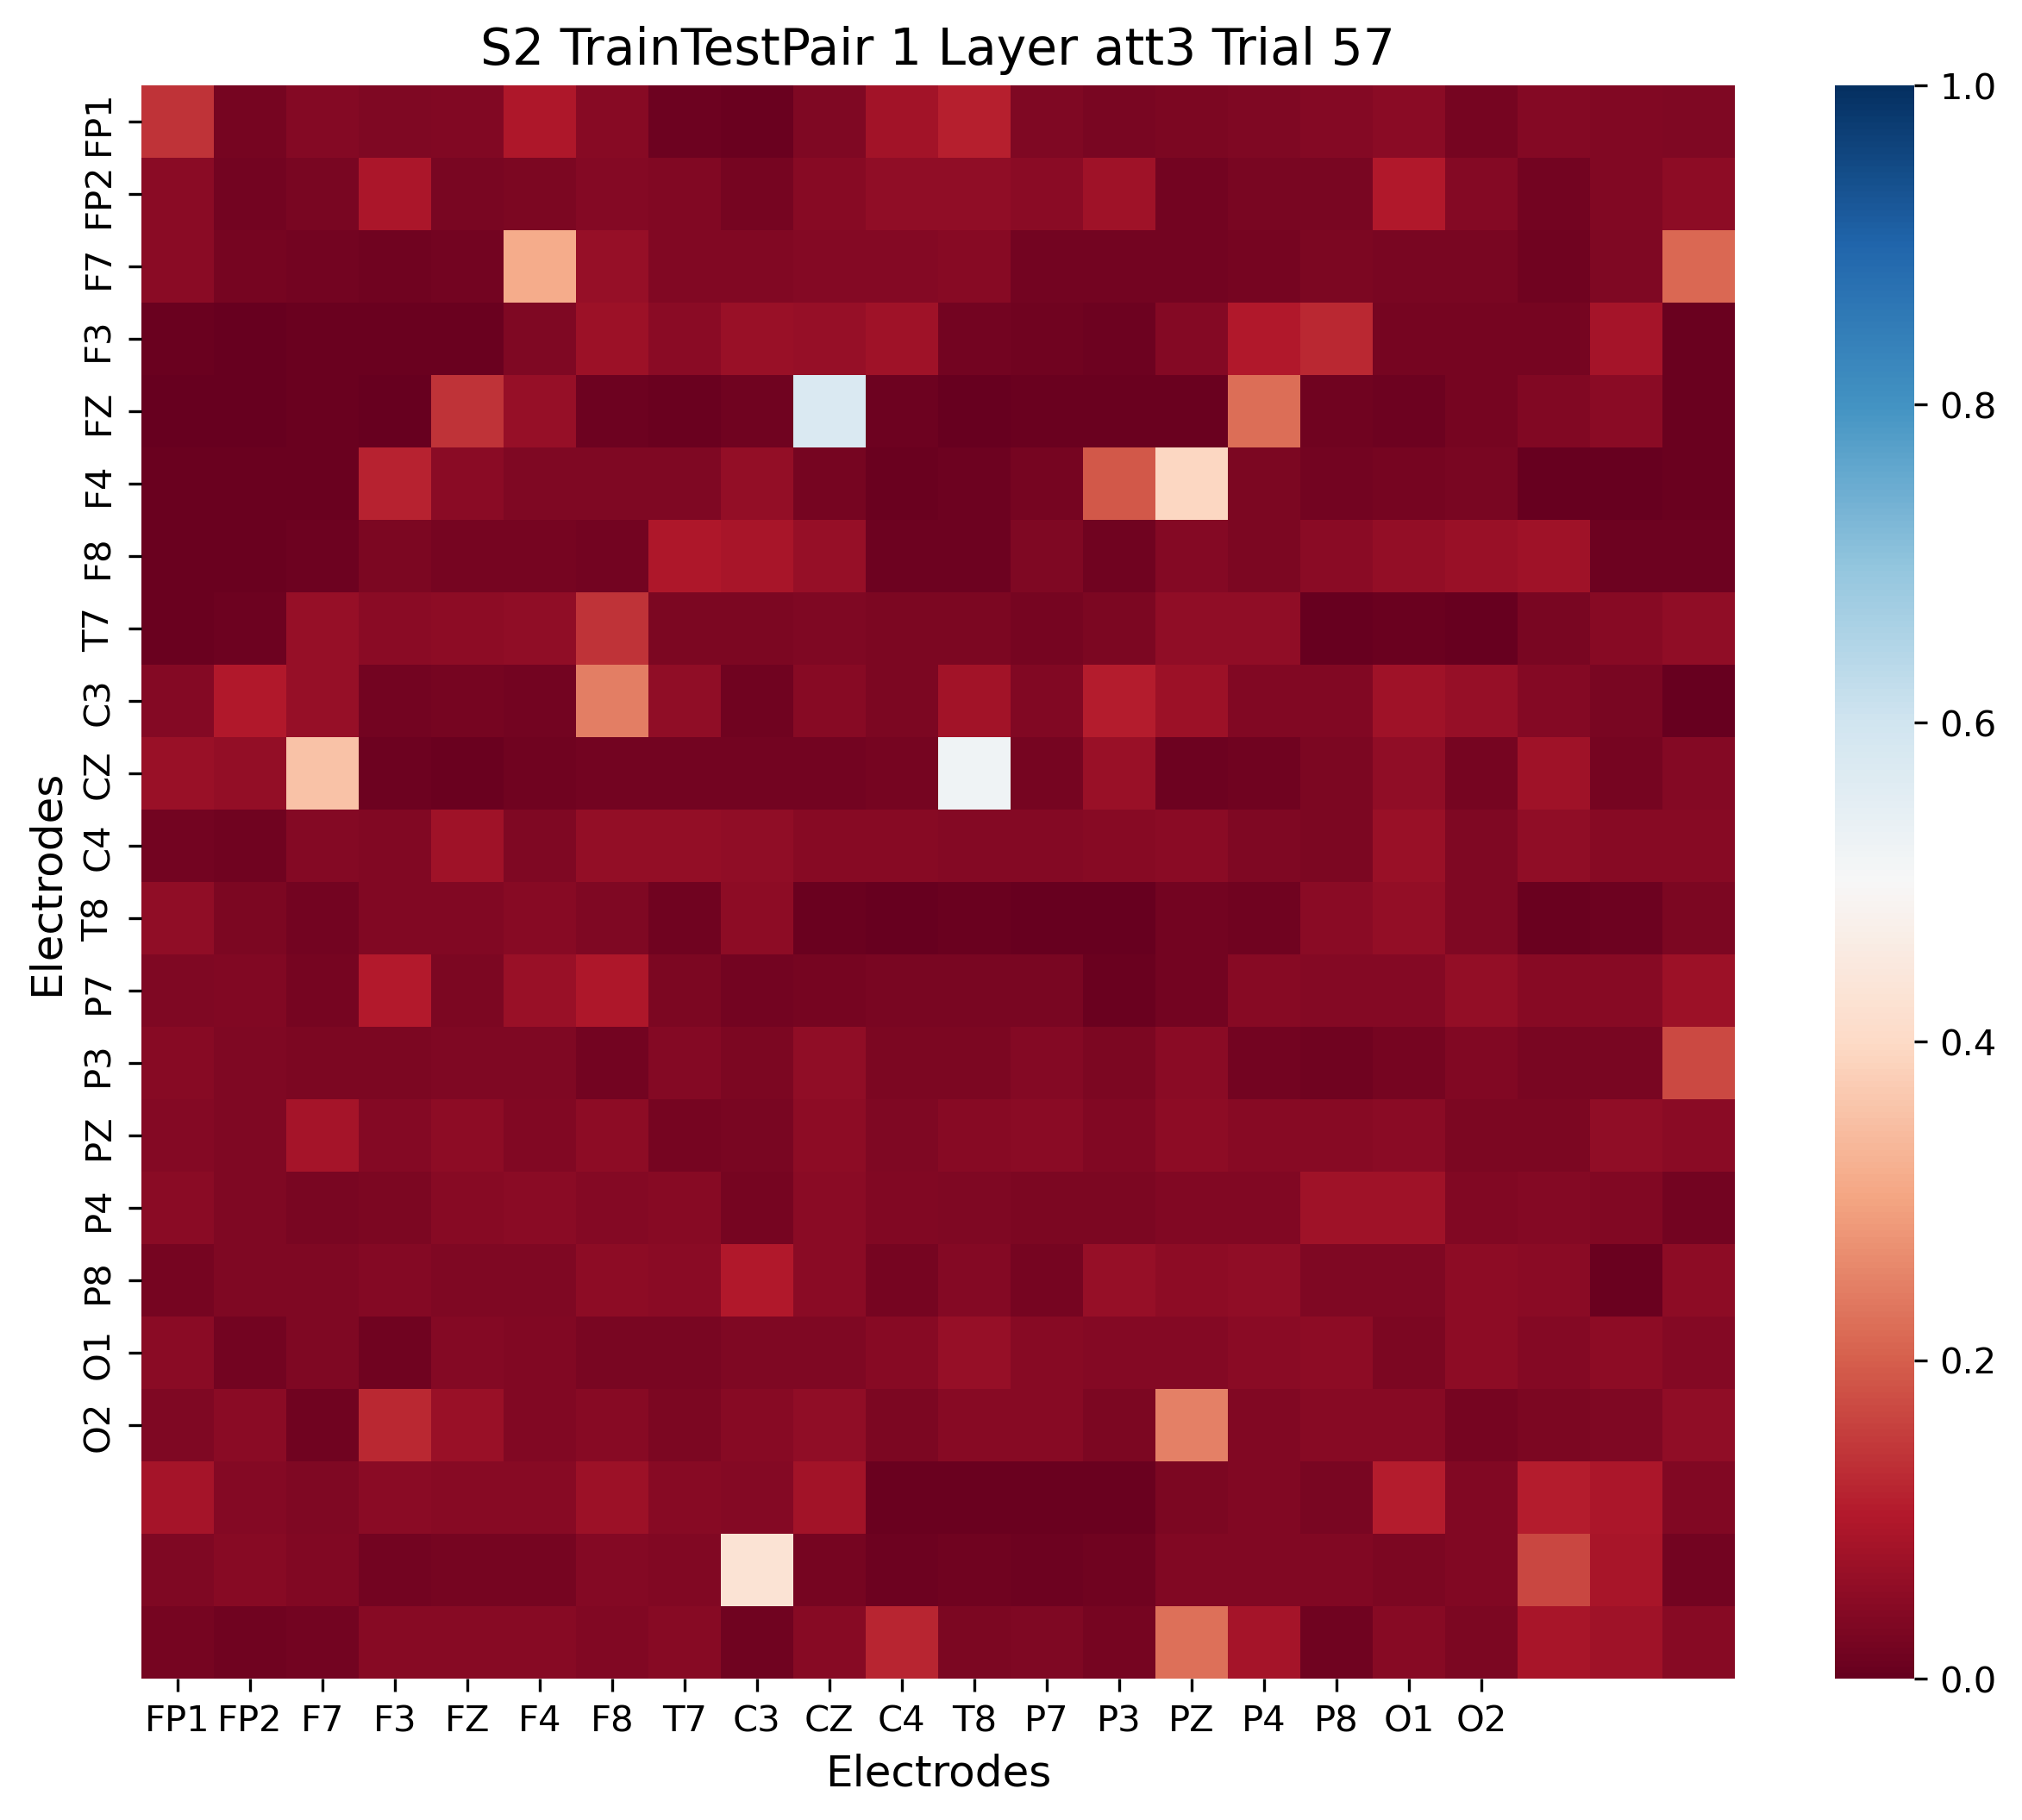 S2 TrainTestPair 1 Layer att3 Trial 57
Electrodes
FP1
FP2
F7
F3
FZ
F4
F8
T7
C3
CZ
C4
T8
P7
P3
PZ
P4
P8
O1
O2
FP1 FP2 F7 F3 FZ F4 F8 T7 C3 CZ C4 T8 P7 P3 PZ P4 P8 O1 O2
Electrodes
1.0
0.8
0.6
0.4
0.2
0.0